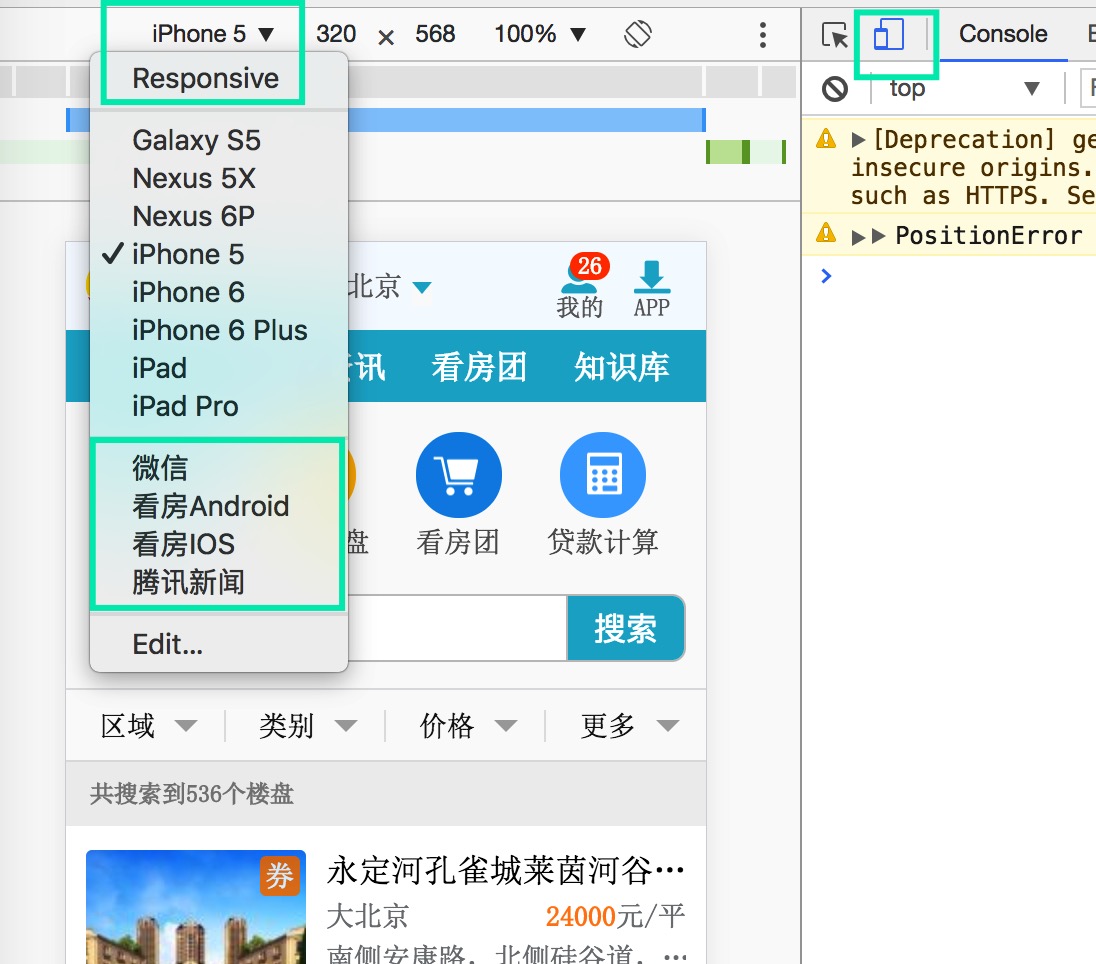 iPhone 5 ▼ 320 × 568 100% ▼
Console
Responsive
top ▼
Galaxy S5
Nexus 5X
Nexus 6P
✓ iPhone 5
iPhone 6
iPhone 6 Plus
iPad
iPad Pro
微信
看房Android
看房IOS
腾讯新闻
Edit...
[Deprecation] ge
insecure origins.
such as HTTPS. Se
PositionError
北京
26
我的
APP
讯 看房团 知识库
盘 看房团 贷款计算
搜索
区域 类别 价格 更多
共搜索到536个楼盘
券
永定河孔雀城莱茵河谷…
大北京 24000元/平
南侧安康路，北侧硅谷道，…